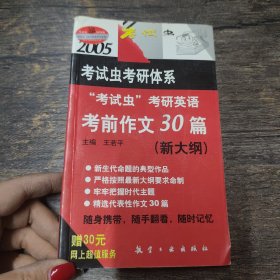 2005
考试虫
考试虫考研体系
“考试虫”考研英语
考前作文30篇
(新大纲)
主编 王若平
● 新生代命题的典型作品
● 严格按照最新大纲要求命制
● 牢牢把握时代主题
● 精选代表性作文30篇
随身携带，随手翻看，随时记忆
赠30元
网上超值服务
航空工业出版社